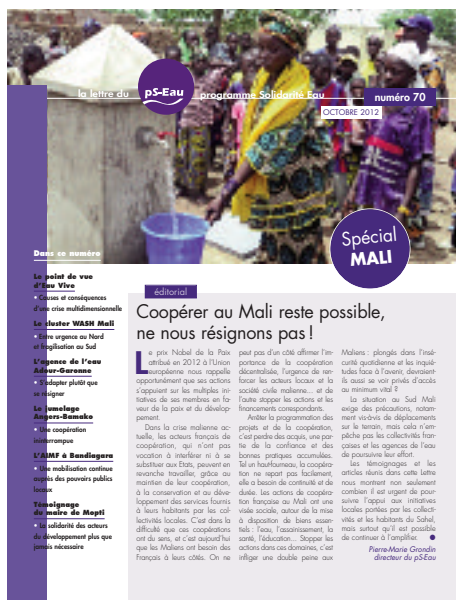 la lettre du pS-Eau programme Solidarité Eau
numéro 70
OCTOBRE 2012
Spécial
MALI
Dans ce numéro
Le point de vue
d'Eau Vive
• Causes et conséquences
d'une crise multidimensionnelle
Le cluster WASH Mali
• Entre urgence au Nord
et fragilisation au Sud
L'agence de l'eau
Adour-Garonne
• S'adapter plutôt que
se résigner
Le jumelage
Angers-Bamako
• Une coopération
ininterrompue
L'AIMF à Bandiagara
• Une mobilisation continue
auprès des pouvoirs publics
locaux
Témoignage
du maire de Mopti
• La solidarité des acteurs
du développement plus que
jamais nécessaire
éditorial
Coopérer au Mali reste possible,
ne nous résignons pas !
Le prix Nobel de la Paix
attribué en 2012 à l'Union
européenne nous rappelle
opportunément que ses actions
s'appuient sur les multiples ini-
tiatives de ses membres en fa-
veur de la paix et du dévelop-
pement.
Dans la crise malienne ac-
tuelle, les acteurs français de
coopération, qui n'ont pas
vocation à interférer ni à se
substituer aux Etats, peuvent en
revanche travailler, grâce au
maintien de leur coopération,
à la conservation et au déve-
loppement des services fournis
à leurs habitants par les col-
lectivités locales. C'est dans la
difficulté que ces coopérations
ont du sens, et c'est aujourd'hui
que les Maliens ont besoin des
Français à leurs côtés. On ne
peut pas d'un côté affirmer l'im-
portance de la coopération
décentralisée, l'urgence de ren-
forcer les acteurs locaux et la
société civile malienne... et de
l'autre stopper les actions et les
financements correspondants.
Arrêter la programmation des
projets et de la coopération,
c'est perdre des acquis, une par-
tie de la confiance et des
bonnes pratiques accumulées.
Tel un haut-fourneau, la coopéra-
tion ne repart pas facilement,
elle a besoin de continuité et de
durée. Les actions de coopéra-
tion française au Mali ont une
visée sociale, autour de la mise
à disposition de biens essen-
tiels : l'eau, l'assainissement, la
santé, l'éducation... Stopper les
actions dans ces domaines, c'est
infliger une double peine aux
Maliens : plongés dans l'insé-
curité quotidienne et les inquié-
tudes face à l'avenir, devraient-
ils aussi se voir privés d'accès
au minimum vital ?
La situation au Sud Mali
exige des précautions, notam-
ment vis-à-vis de déplacements
sur le terrain, mais cela n'em-
pêche pas les collectivités fran-
çaises et les agences de l'eau
de poursuivre leur effort.
Les témoignages et les
articles réunis dans cette lettre
nous montrent non seulement
combien il est urgent de pour-
suivre l'appui aux initiatives
locales portées par les collecti-
vités et les habitants du Sahel,
mais surtout qu'il est possible
de continuer à l'amplifier. ●
Pierre-Marie Grondin
directeur du pS-Eau